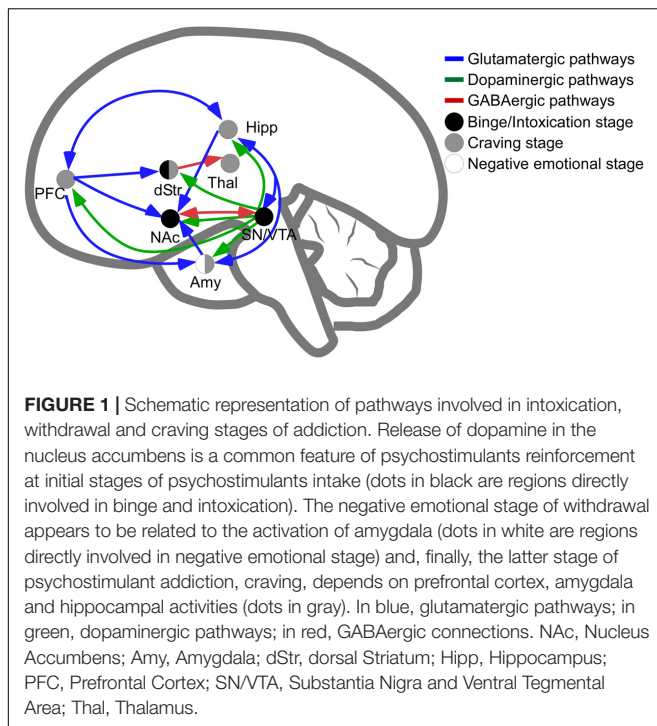 Glutamatergic pathways
Dopaminergic pathways
GABAergic pathways
Binge/Intoxication stage
Craving stage
Negative emotional stage
Hipp
PFC
dStr
Thal
NAc
SN/VTA
Amy
FIGURE 1 | Schematic representation of pathways involved in intoxication,
withdrawal and craving stages of addiction. Release of dopamine in the
nucleus accumbens is a common feature of psychostimulants reinforcement
at initial stages of psychostimulants intake (dots in black are regions directly
involved in binge and intoxication). The negative emotional stage of withdrawal
appears to be related to the activation of amygdala (dots in white are regions
directly involved in negative emotional stage) and, finally, the latter stage of
psychostimulant addiction, craving, depends on prefrontal cortex, amygdala
and hippocampal activities (dots in gray). In blue, glutamatergic pathways; in
green, dopaminergic pathways; in red, GABAergic connections. NAc, Nucleus
Accumbens; Amy, Amygdala; dStr, dorsal Striatum; Hipp, Hippocampus;
PFC, Prefrontal Cortex; SN/VTA, Substantia Nigra and Ventral Tegmental
Area; Thal, Thalamus.